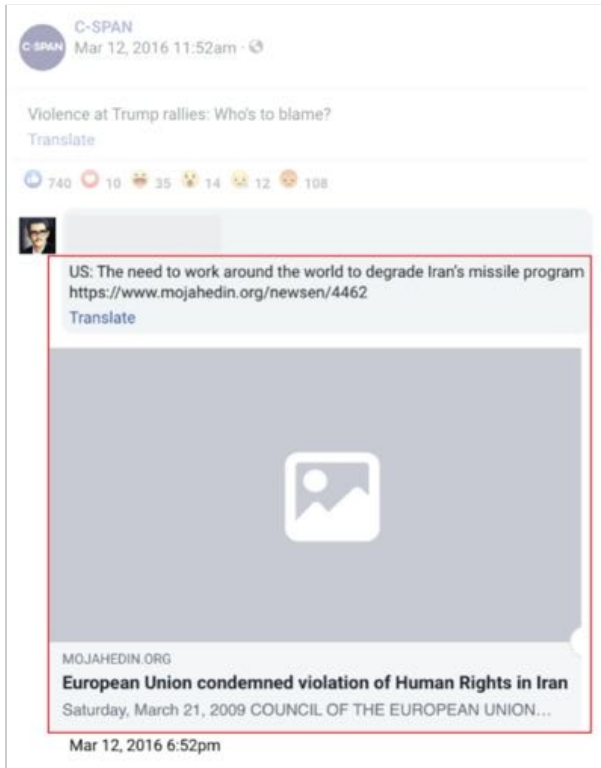 C-SPAN
C-SPAN
Mar 12, 2016 11:52am ·
Violence at Trump rallies: Who's to blame?
Translate
740 10 35 14 12 108
US: The need to work around the world to degrade Iran's missile program
https://www.mojahedin.org/newsen/4462
Translate
MOJAHEDIN.ORG
European Union condemned violation of Human Rights in Iran
Saturday, March 21, 2009 COUNCIL OF THE EUROPEAN UNION...
Mar 12, 2016 6:52pm